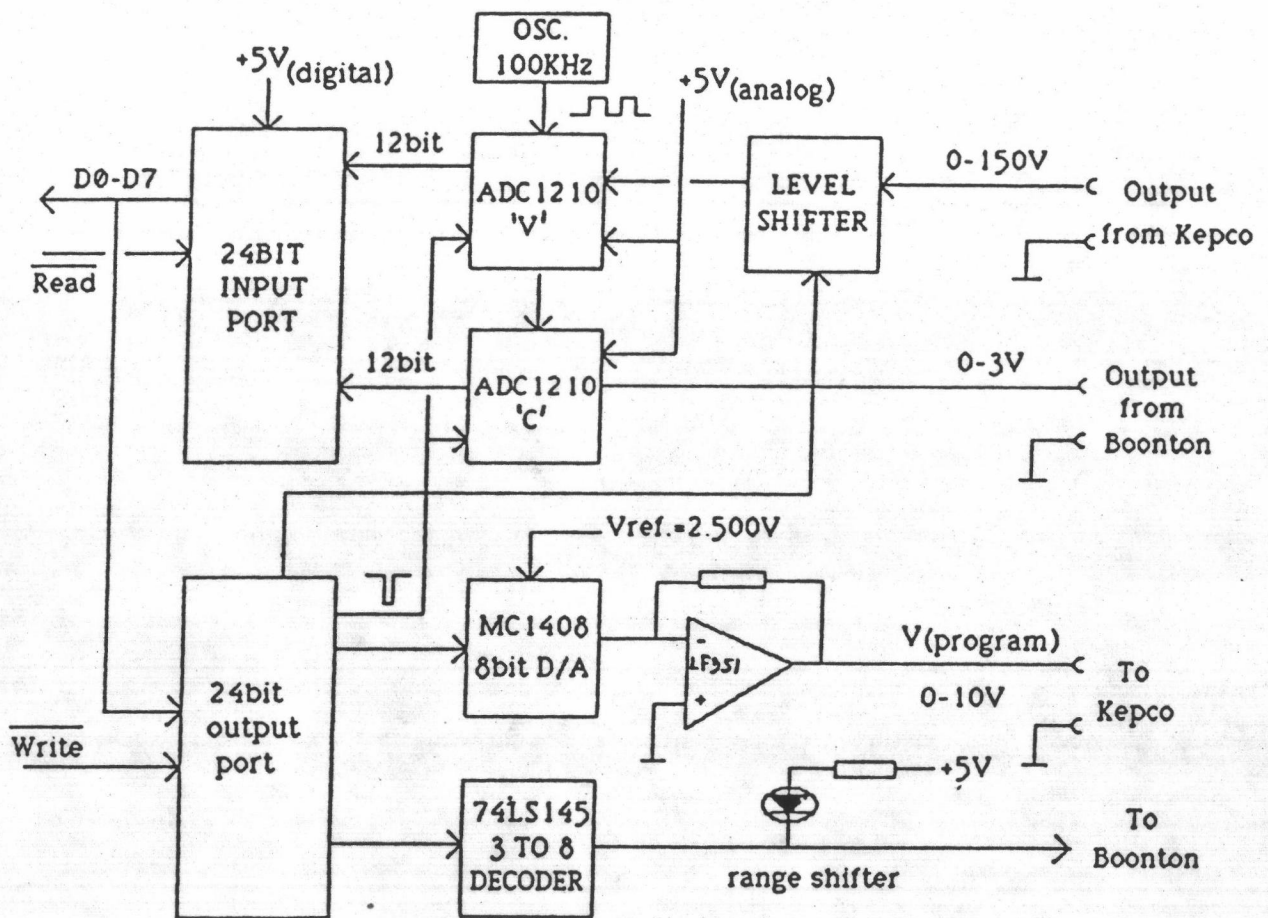 OSC.
100KHz
+5V(digital)
+5V(analog)
12bit
ADC1210
'V'
LEVEL
SHIFTER
0-150V
Output
from Kepco
D0-D7
Read
24BIT
INPUT
PORT
12bit
ADC1210
'C'
0-3V
Output
from
Boonton
Vref.=2.500V
MC1408
8bit D/A
-
LF351
+
V(program)
0-10V
To
Kepco
24bit
output
port
Write
74LS145
3 TO 8
DECODER
+5V
range shifter
To
Boonton